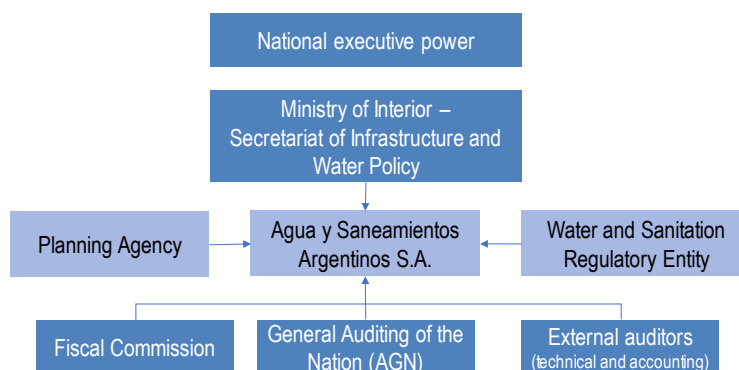 National executive power
Ministry of Interior –
Secretariat of Infrastructure and
Water Policy
Planning Agency
Agua y Saneamientos
Argentinos S.A.
Water and Sanitation
Regulatory Entity
Fiscal Commission
General Auditing of the
Nation (AGN)
External auditors
(technical and accounting)